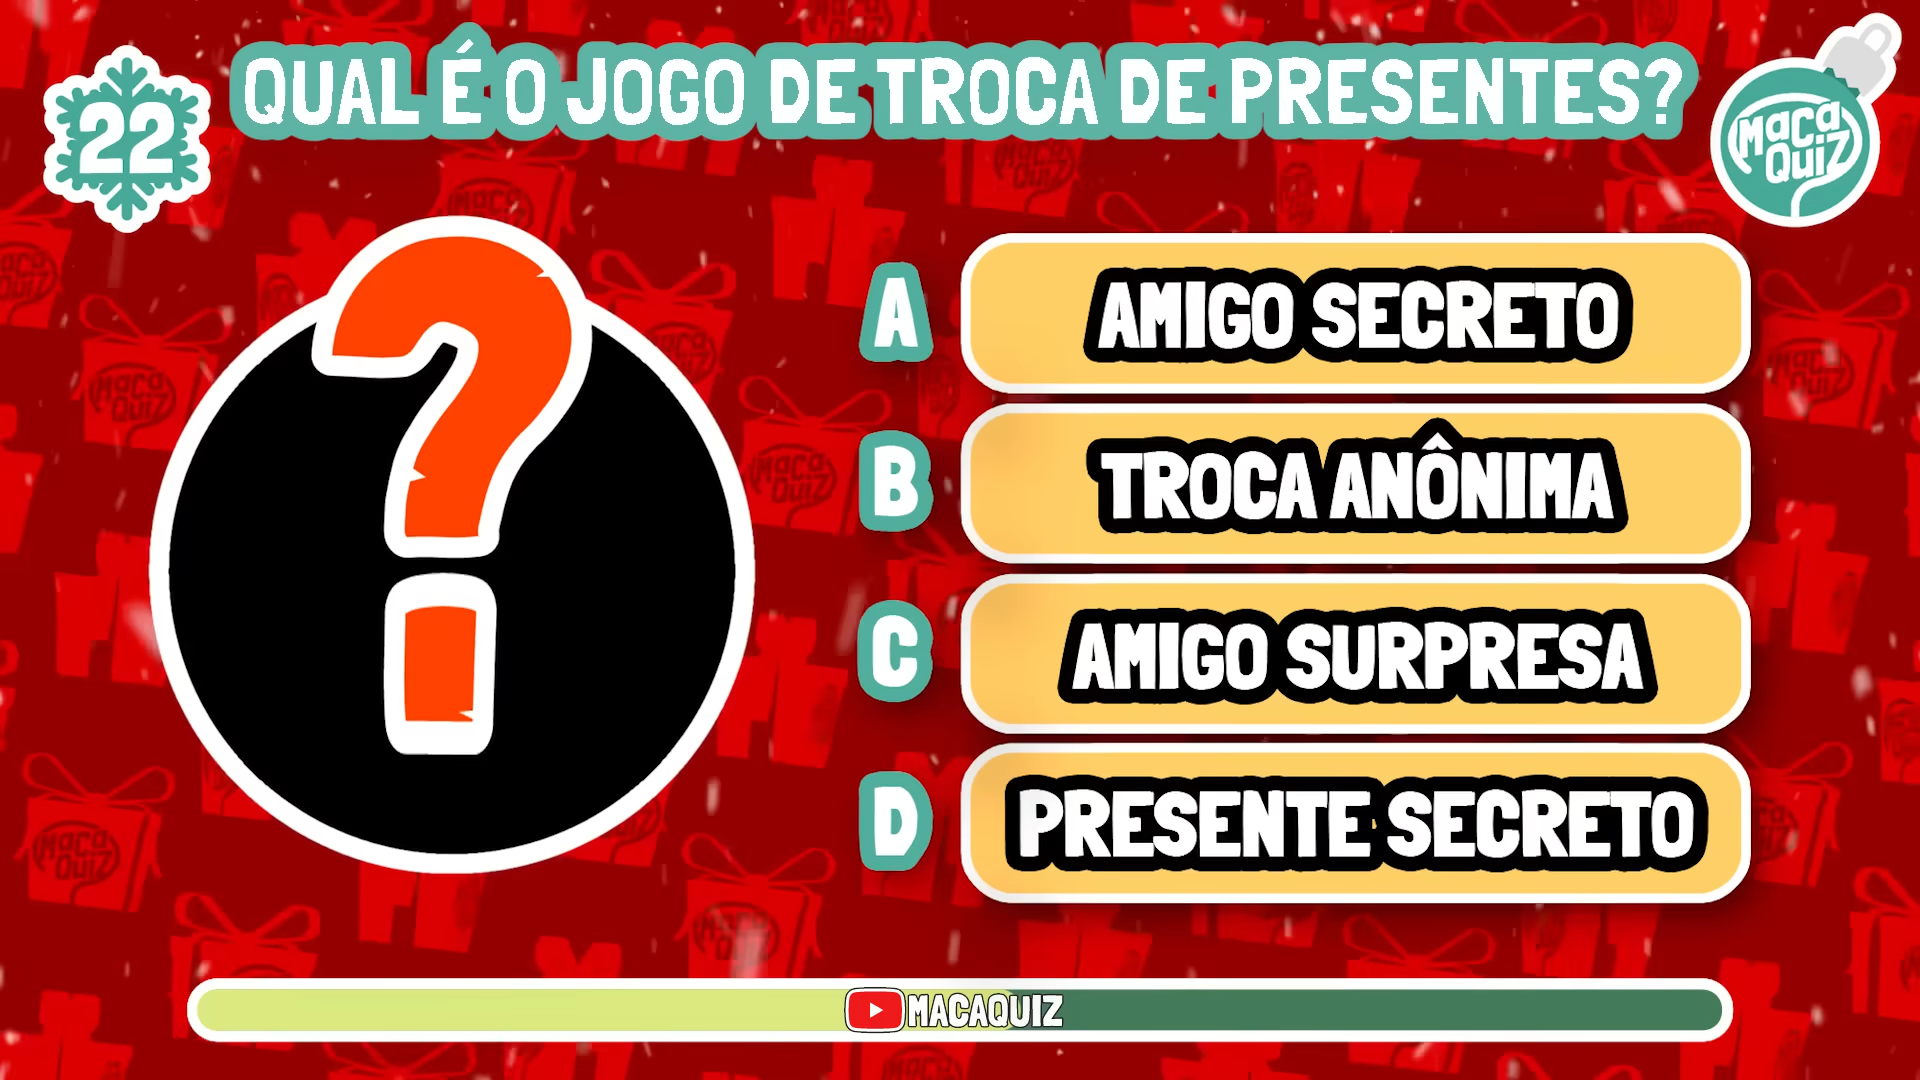 22
QUAL É O JOGO DE TROCA DE PRESENTES?
MaCa
QuiZ
A
AMIGO SECRETO
B
TROCA ANÔNIMA
C
AMIGO SURPRESA
D
PRESENTE SECRETO
MACAQUIZ